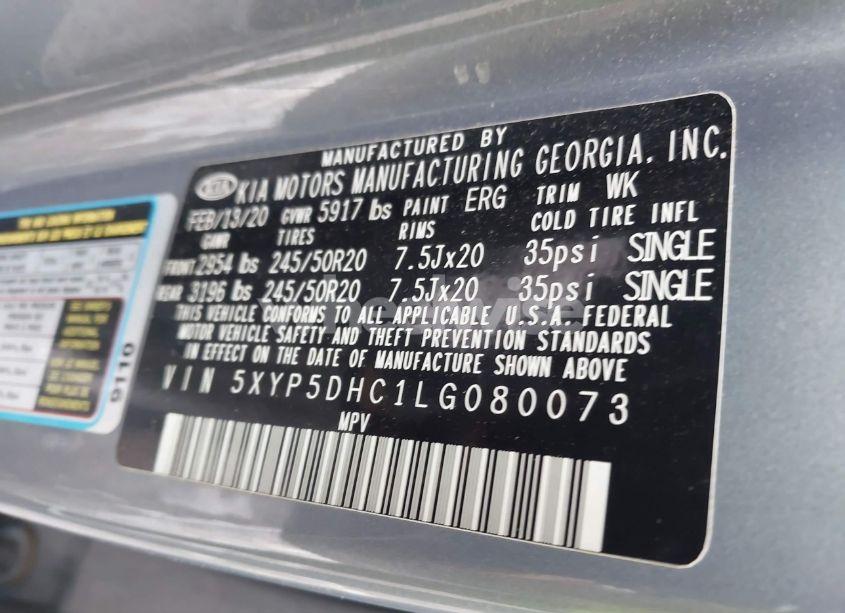 MANUFACTURED BY
KIA KIA MOTORS MANUFACTURING GEORGIA, INC.
FEB/13/20 GVWR 5917 lbs PAINT ERG TRIM WK
GAWR TIRES RIMS COLD TIRE INFL
FRONT 2954 lbs 245/50R20 7.5Jx20 35psi SINGLE
REAR 3196 lbs 245/50R20 7.5Jx20 35psi SINGLE
THIS VEHICLE CONFORMS TO ALL APPLICABLE U.S.A. FEDERAL
MOTOR VEHICLE SAFETY AND THEFT PREVENTION STANDARDS
IN EFFECT ON THE DATE OF MANUFACTURE SHOWN ABOVE
VIN 5XYP5DHC1LG080073
MPV
9110